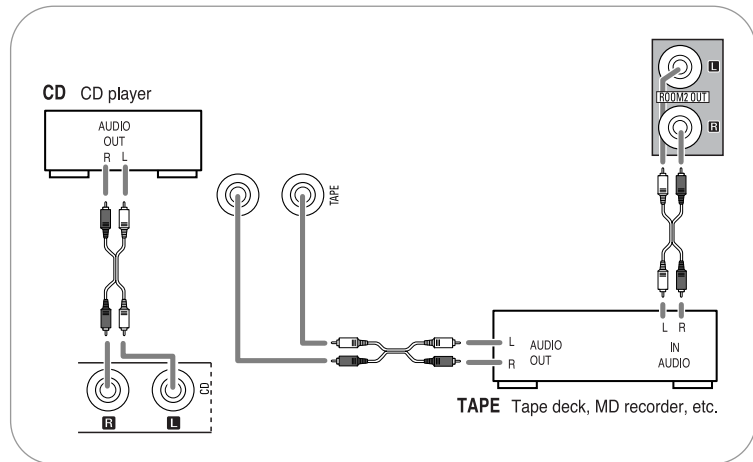 CD CD player
AUDIO
OUT
R L
CD
R L
TAPE
L
ROOM2 OUT
R
L R
IN
AUDIO
L AUDIO
R OUT
TAPE Tape deck, MD recorder, etc.